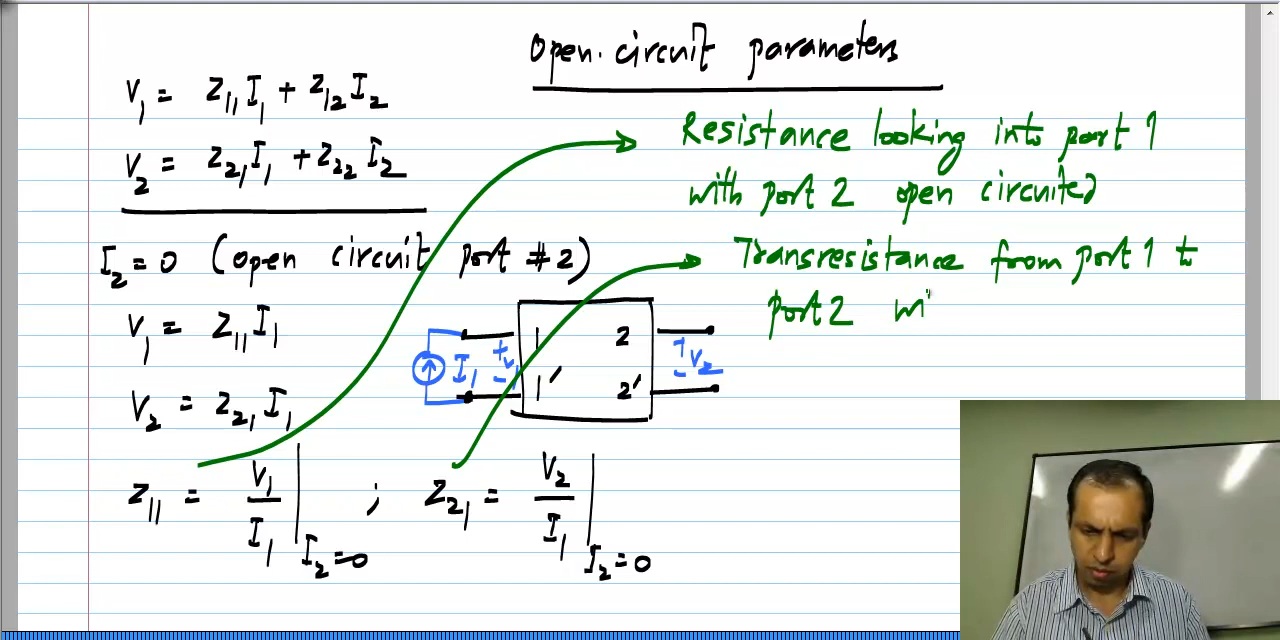 Open-circuit parameters
V1 = Z11 I1 + Z12 I2
V2 = Z21 I1 + Z22 I2
Resistance looking into port 1
with port 2 open circuited
I2 = 0 (open circuit port #2)
Transresistance from port 1 to
port 2 wi
V1 = Z11 I1
1 2
I1 + V1 - + V2 -
1' 2'
V2 = Z21 I1
Z11 = V1 / I1 | I2 = 0 ; Z21 = V2 / I1 | I2 = 0